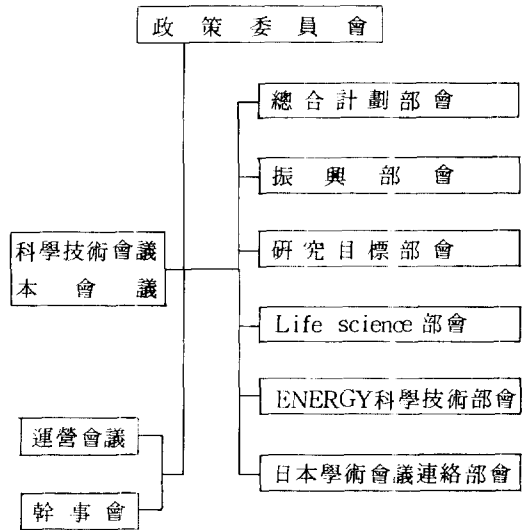 政策委員會
總合計劃部會
振興部會
硏究目標部會
科學技術會議
本會議
Life science 部會
ENERGY科學技術部會
運營會議
日本學術會議連絡部會
幹事會